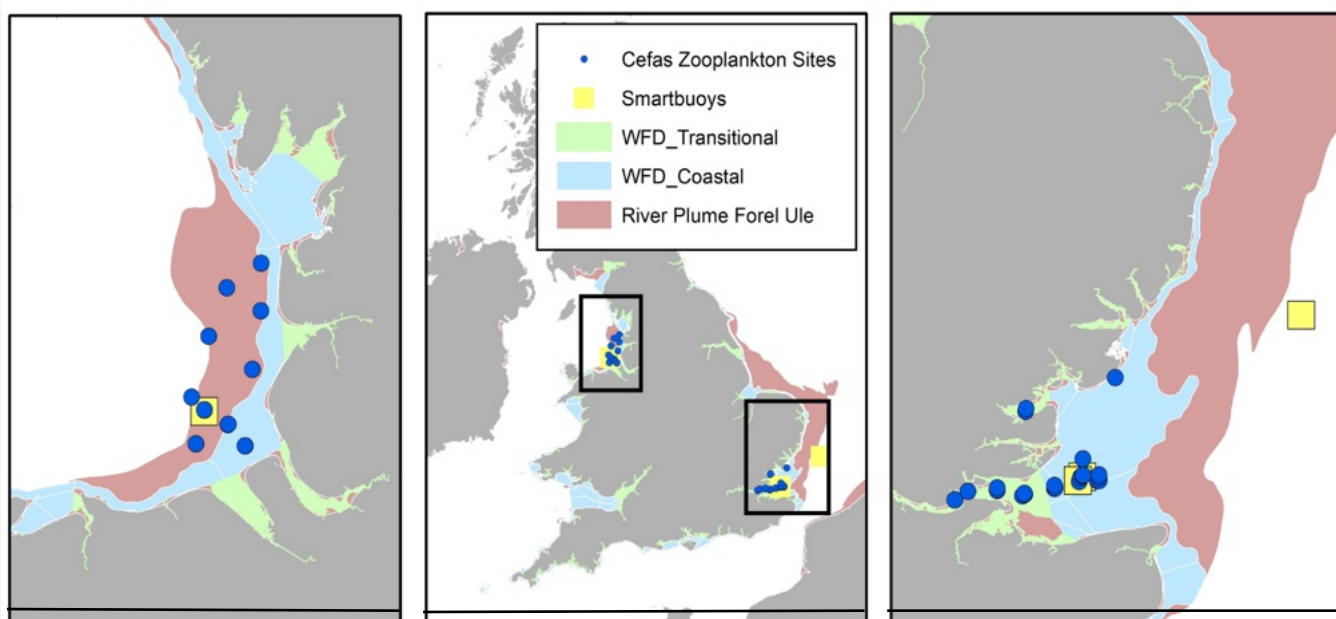 Cefas Zooplankton Sites
Smartbuoys
WFD_Transitional
WFD_Coastal
River Plume Forel Ule